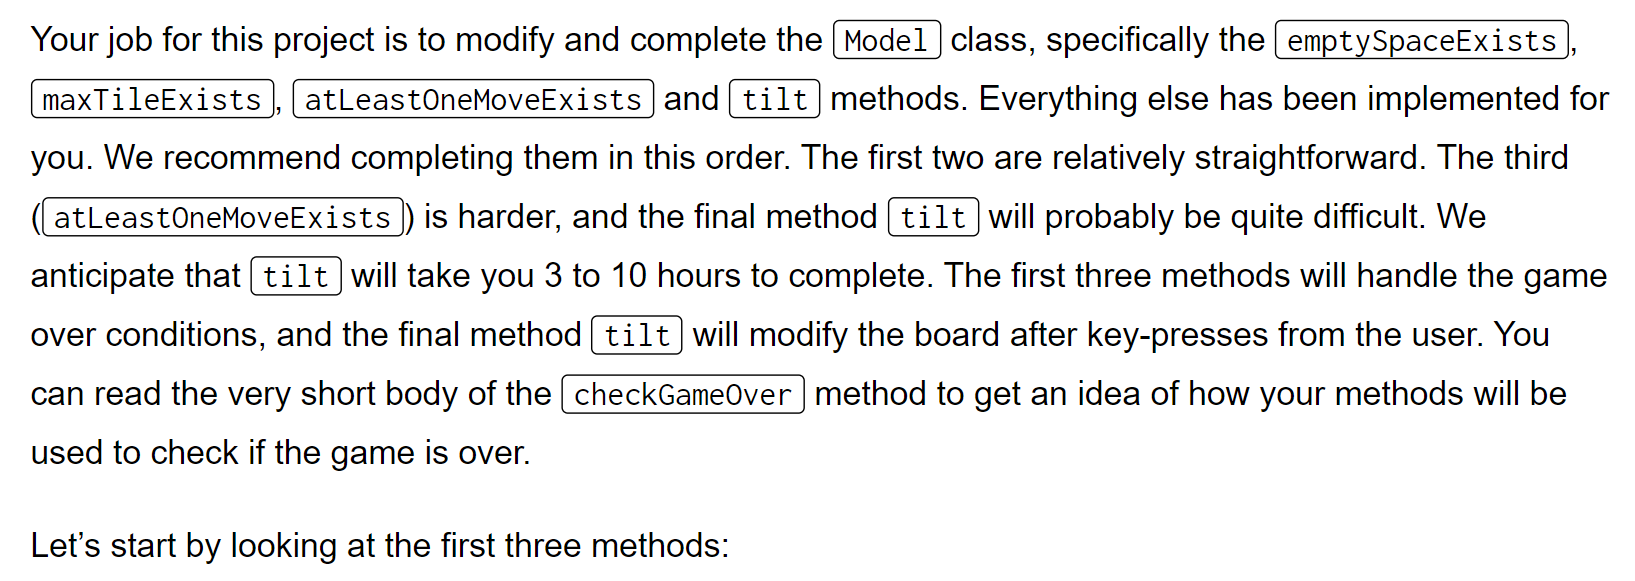 Your job for this project is to modify and complete the Model class, specifically the emptySpaceExists,
maxTileExists, atLeastOneMoveExists and tilt methods. Everything else has been implemented for
you. We recommend completing them in this order. The first two are relatively straightforward. The third
(atLeastOneMoveExists) is harder, and the final method tilt will probably be quite difficult. We
anticipate that tilt will take you 3 to 10 hours to complete. The first three methods will handle the game
over conditions, and the final method tilt will modify the board after key-presses from the user. You
can read the very short body of the checkGameOver method to get an idea of how your methods will be
used to check if the game is over.
Let’s start by looking at the first three methods: